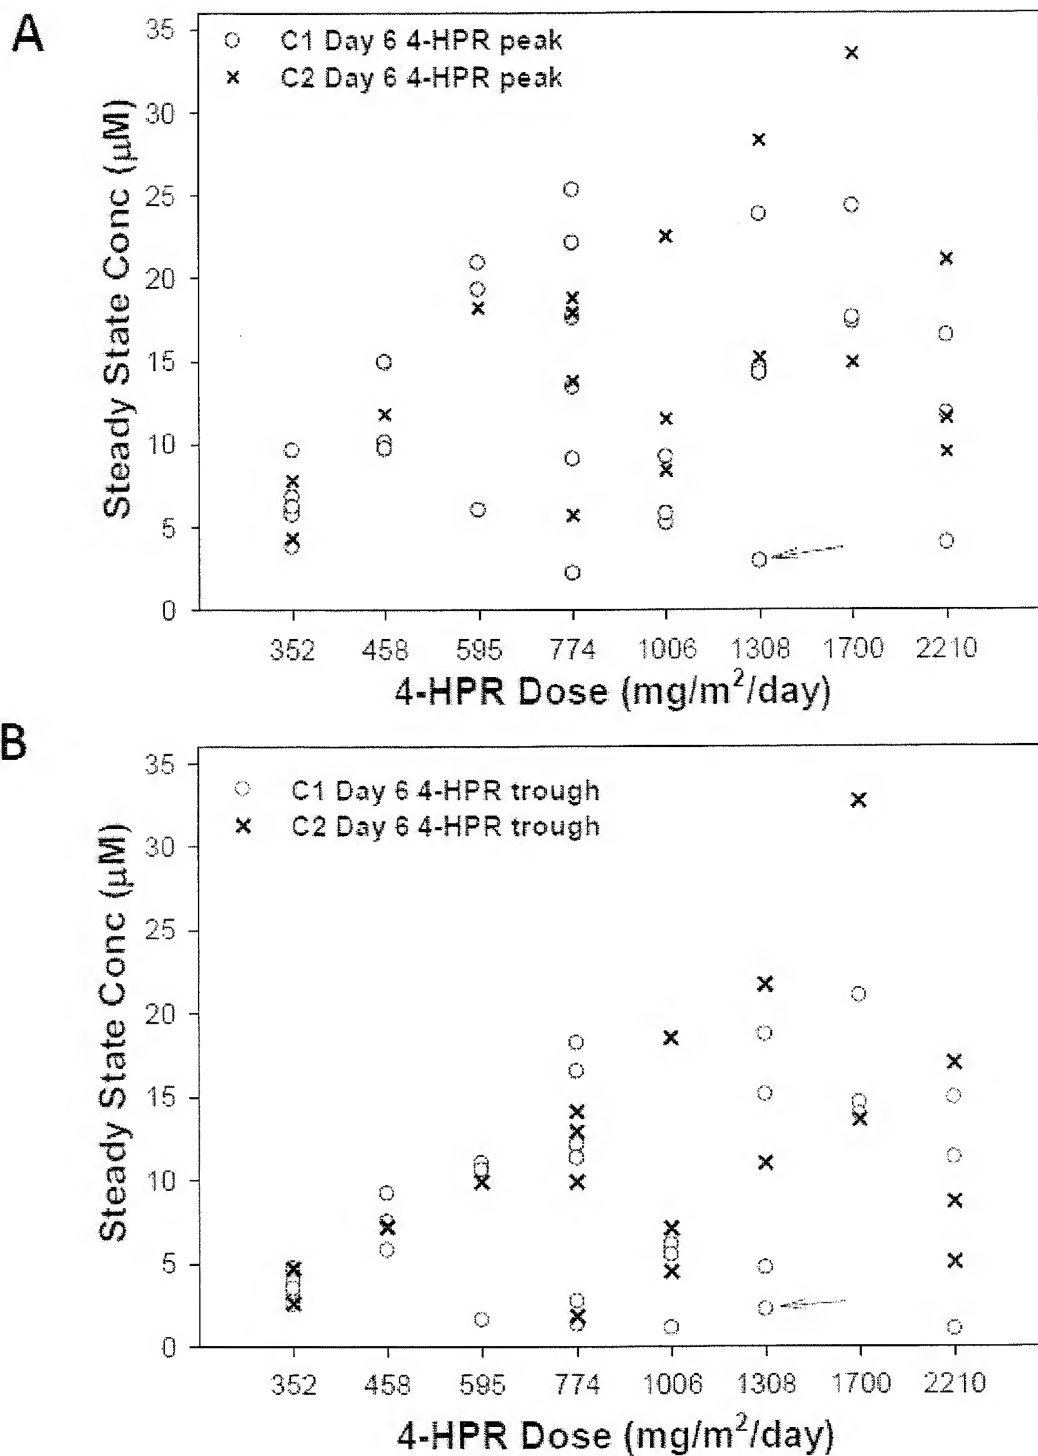 A
35
30
25
20
15
10
5
0
Steady State Conc (µM)
C1 Day 6 4-HPR peak
C2 Day 6 4-HPR peak
352 458 595 774 1006 1308 1700 2210
4-HPR Dose (mg/m²/day)
B
35
30
25
20
15
10
5
0
Steady State Conc (µM)
C1 Day 6 4-HPR trough
C2 Day 6 4-HPR trough
352 458 595 774 1006 1308 1700 2210
4-HPR Dose (mg/m²/day)